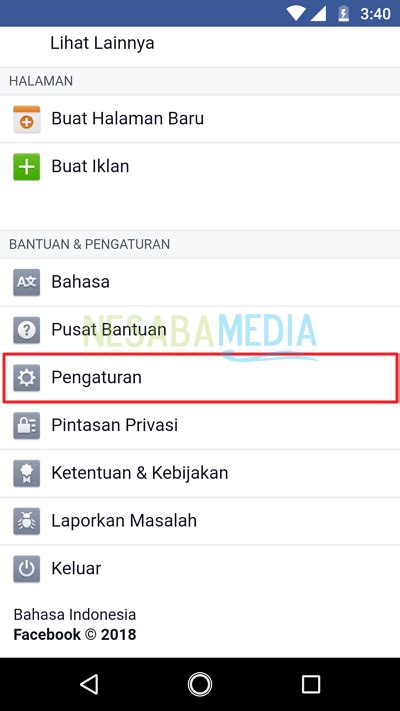 3:40
Lihat Lainnya
HALAMAN
Buat Halaman Baru
Buat Iklan
BANTUAN & PENGATURAN
Bahasa
Pusat Bantuan
NESABAMEDIA
Pengaturan
Pintasan Privasi
Ketentuan & Kebijakan
Laporkan Masalah
Keluar
Bahasa Indonesia
Facebook © 2018